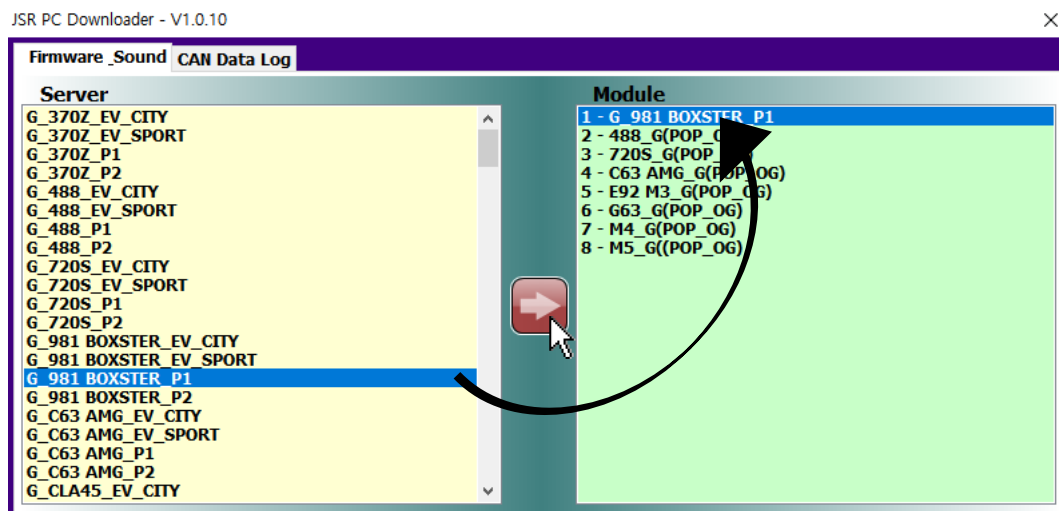 JSR PC Downloader - V1.0.10
Firmware _Sound
CAN Data Log
Server
G_370Z_EV_CITY
G_370Z_EV_SPORT
G_370Z_P1
G_370Z_P2
G_488_EV_CITY
G_488_EV_SPORT
G_488_P1
G_488_P2
G_720S_EV_CITY
G_720S_EV_SPORT
G_720S_P1
G_720S_P2
G_981 BOXSTER_EV_CITY
G_981 BOXSTER_EV_SPORT
G_981 BOXSTER_P1
G_981 BOXSTER_P2
G_C63 AMG_EV_CITY
G_C63 AMG_EV_SPORT
G_C63 AMG_P1
G_C63 AMG_P2
G_CLA45_EV_CITY
Module
1 - G_981 BOXSTER_P1
2 - 488_G(POP_O
3 - 720S_G(POP_
4 - C63 AMG_G(POP_OG)
5 - E92 M3_G(POP_OG)
6 - G63_G(POP_OG)
7 - M4_G(POP_OG)
8 - M5_G((POP_OG)